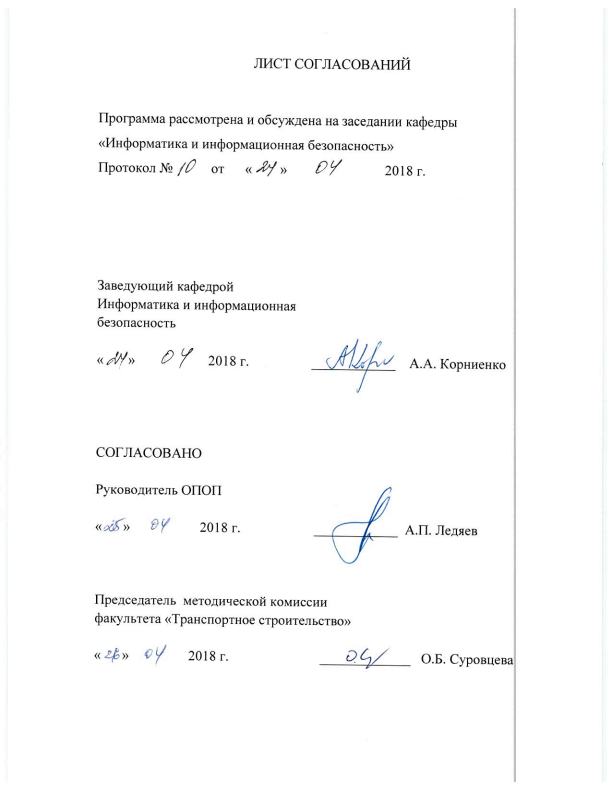 ЛИСТ СОГЛАСОВАНИЙ
Программа рассмотрена и обсуждена на заседании кафедры
«Информатика и информационная безопасность»
Протокол № 10 от « 24 » 04 2018 г.
Заведующий кафедрой
Информатика и информационная
безопасность
« 24 » 04 2018 г. А.А. Корниенко
СОГЛАСОВАНО
Руководитель ОПОП
« 25 » 04 2018 г. А.П. Ледяев
Председатель методической комиссии
факультета «Транспортное строительство»
« 26 » 04 2018 г. О.Б. Суровцева